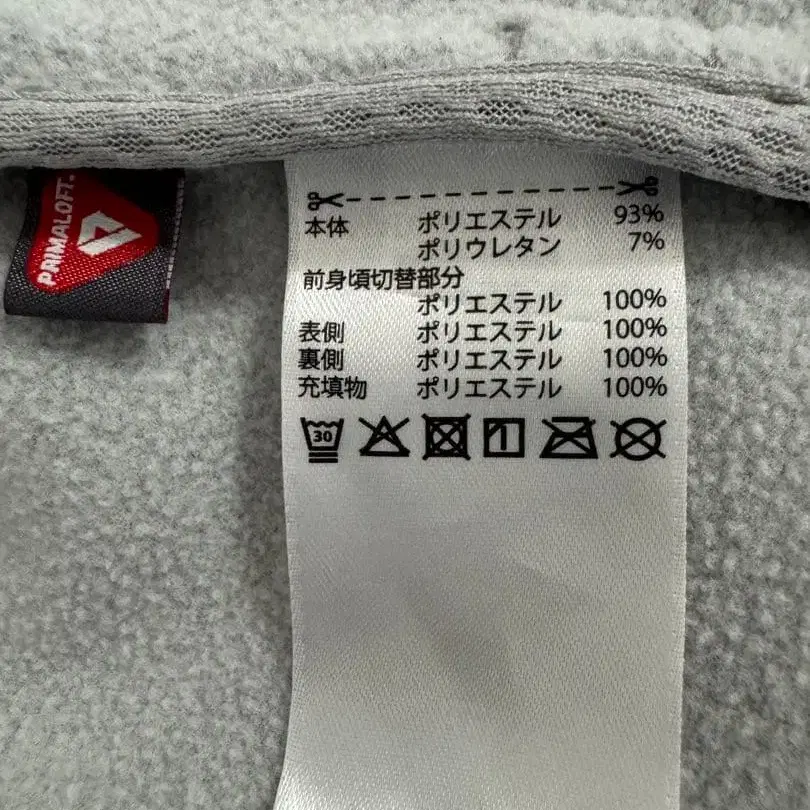 PRIMALOFT®
本体 ポリエステル 93%
ポリウレタン 7%
前身頃切替部分
ポリエステル 100%
表側 ポリエステル 100%
裏側 ポリエステル 100%
充填物 ポリエステル 100%
30